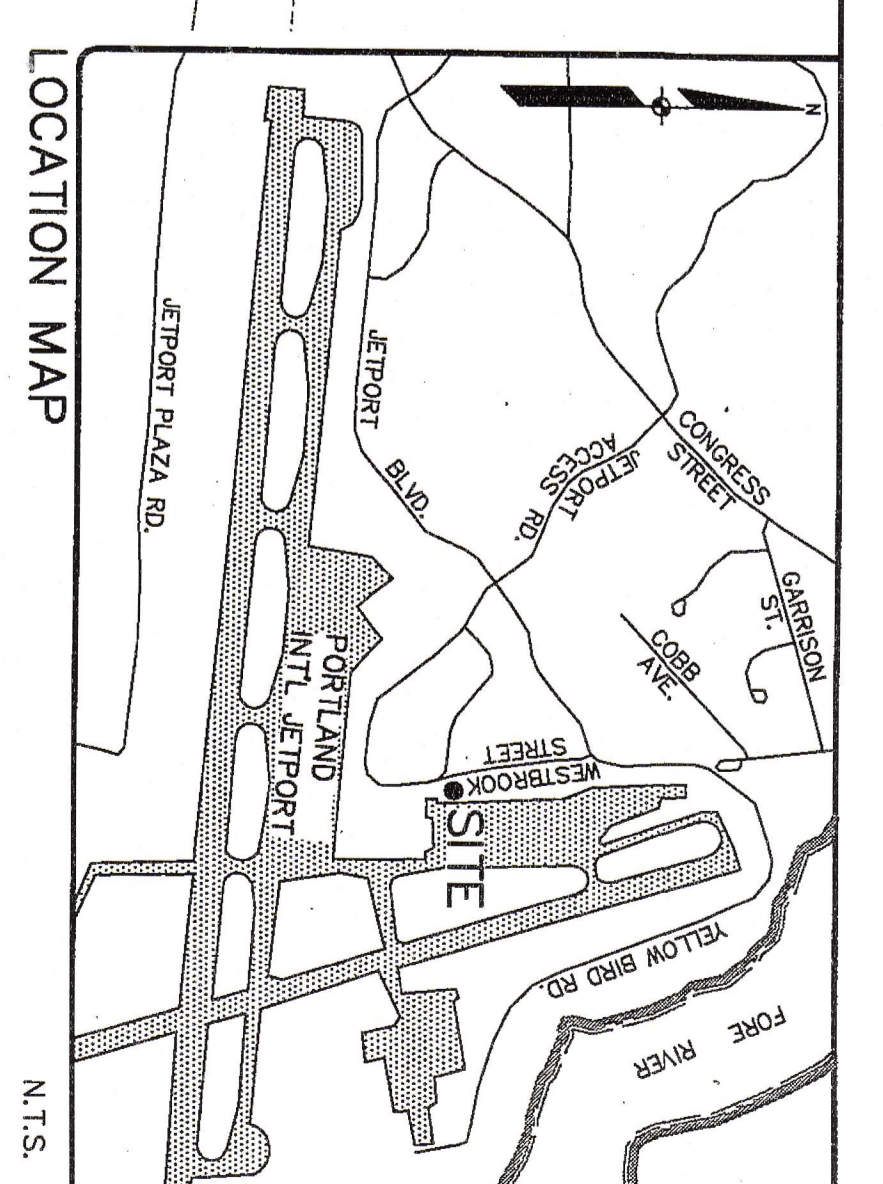 N
CONGRESS
STREET
GARRISON
ST.
COBB
AVE.
JETPORT
ACCESS RD.
JETPORT
BLVD.
WESTBROOK
STREET
SITE
YELLOW BIRD RD.
FORE RIVER
PORTLAND
INT'L JETPORT
JETPORT PLAZA RD.
LOCATION MAP
N.T.S.